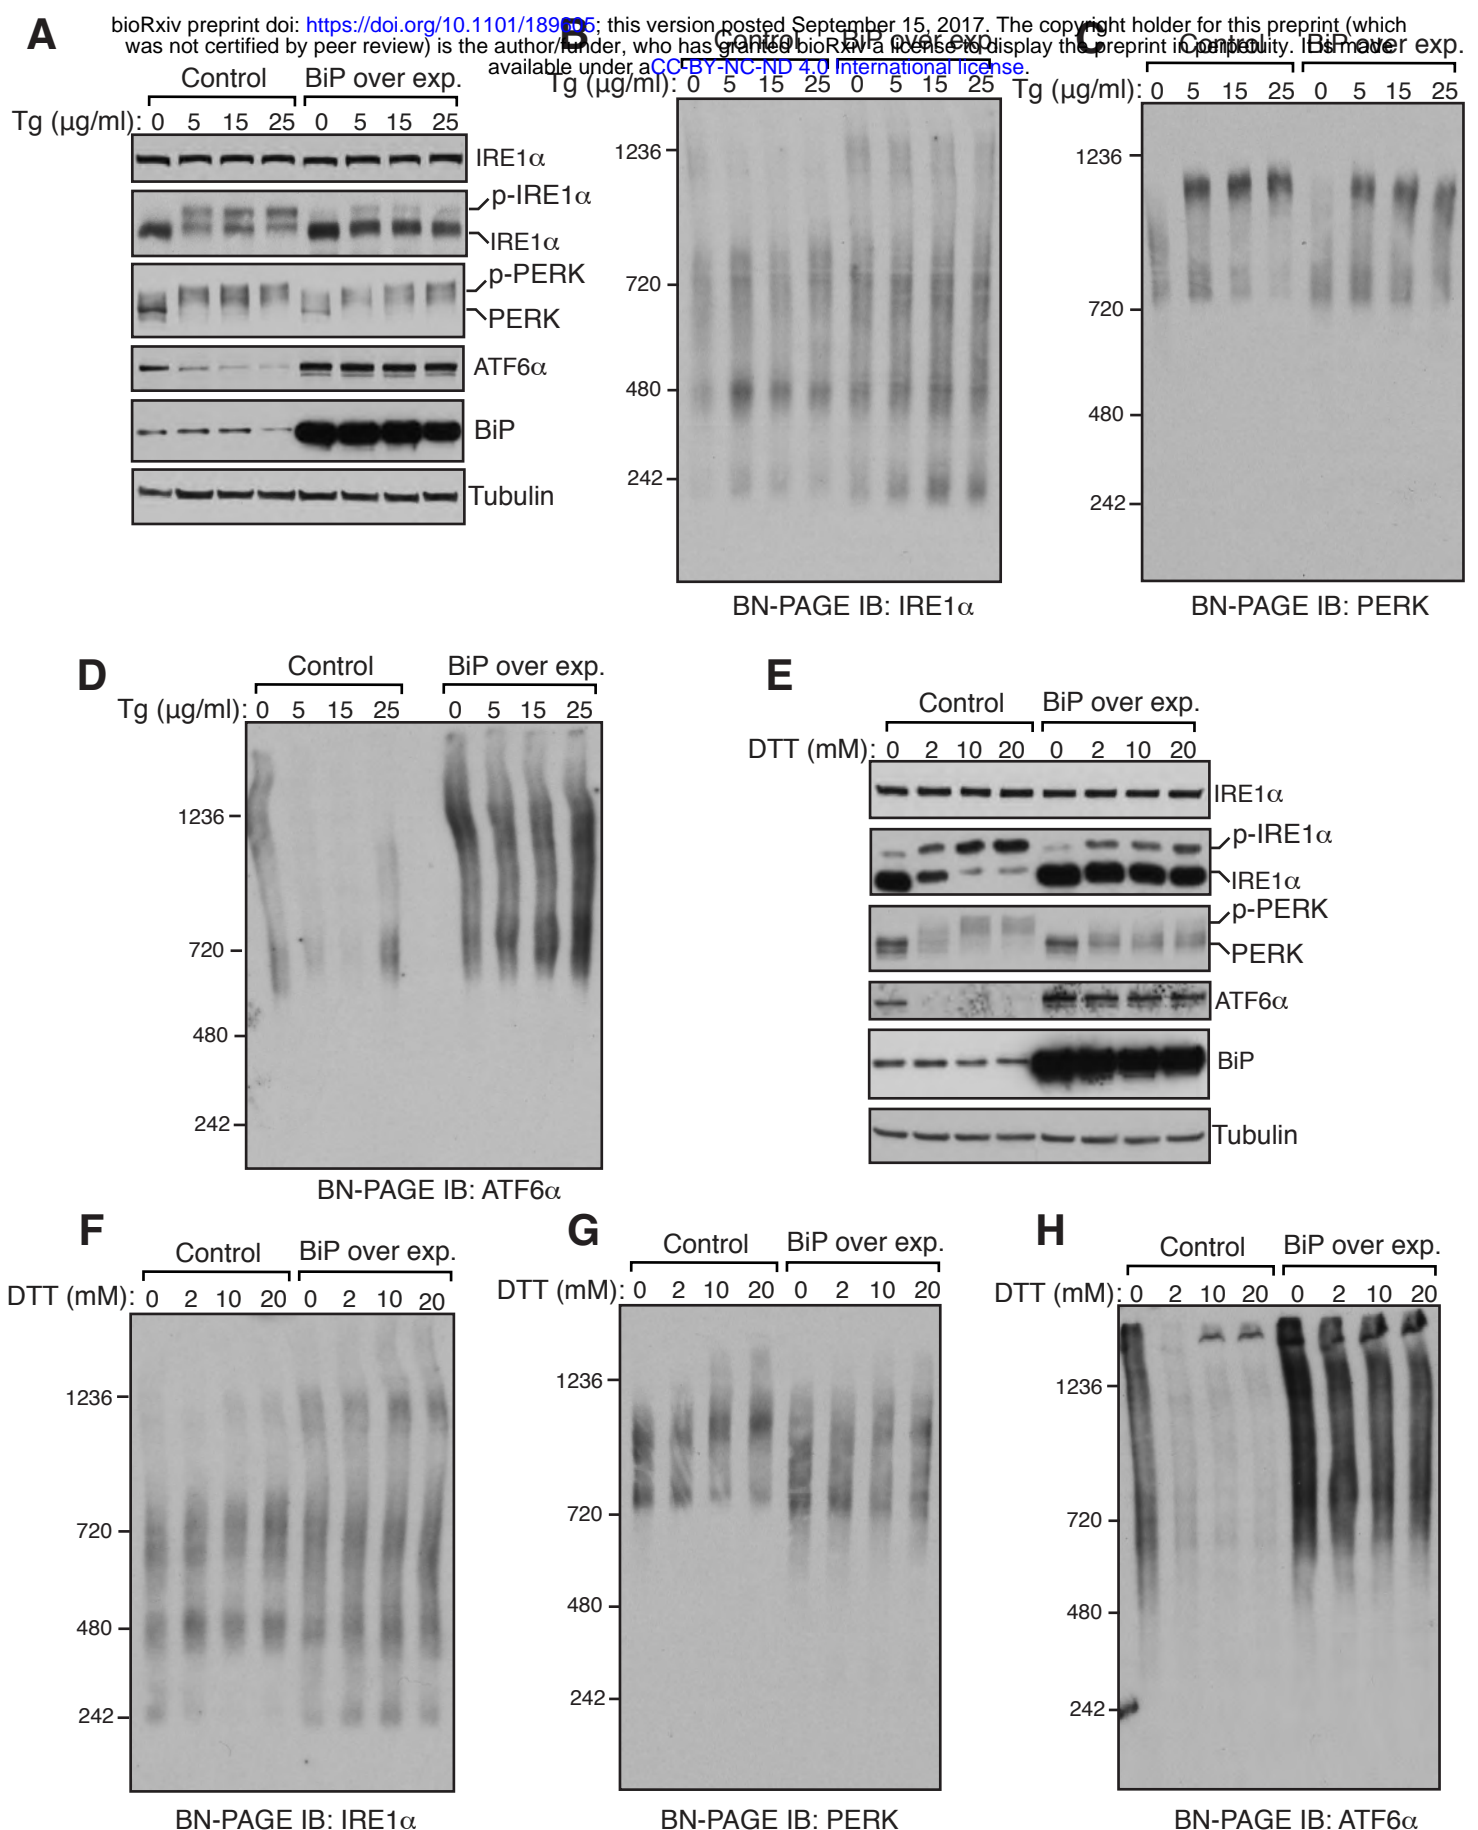 bioRxiv preprint doi: https://doi.org/10.1101/189605; this version posted September 15, 2017. The copyright holder for this preprint (which
was not certified by peer review) is the author/funder, who has granted bioRxiv a license to display the preprint in perpetuity. It is made
available under aCC-BY-NC-ND 4.0 International license.
A
Control BiP over exp.
Tg (µg/ml): 0 5 15 25 0 5 15 25
IRE1α
p-IRE1α
IRE1α
p-PERK
PERK
ATF6α
BiP
Tubulin
B
Control BiP over exp.
Tg (µg/ml): 0 5 15 25 0 5 15 25
1236
720
480
242
BN-PAGE IB: IRE1α
C
Control BiP over exp.
Tg (µg/ml): 0 5 15 25 0 5 15 25
1236
720
480
242
BN-PAGE IB: PERK
D
Control BiP over exp.
Tg (µg/ml): 0 5 15 25 0 5 15 25
1236
720
480
242
BN-PAGE IB: ATF6α
E
Control BiP over exp.
DTT (mM): 0 2 10 20 0 2 10 20
IRE1α
p-IRE1α
IRE1α
p-PERK
PERK
ATF6α
BiP
Tubulin
F
Control BiP over exp.
DTT (mM): 0 2 10 20 0 2 10 20
1236
720
480
242
BN-PAGE IB: IRE1α
G
Control BiP over exp.
DTT (mM): 0 2 10 20 0 2 10 20
1236
720
480
242
BN-PAGE IB: PERK
H
Control BiP over exp.
DTT (mM): 0 2 10 20 0 2 10 20
1236
720
480
242
BN-PAGE IB: ATF6α